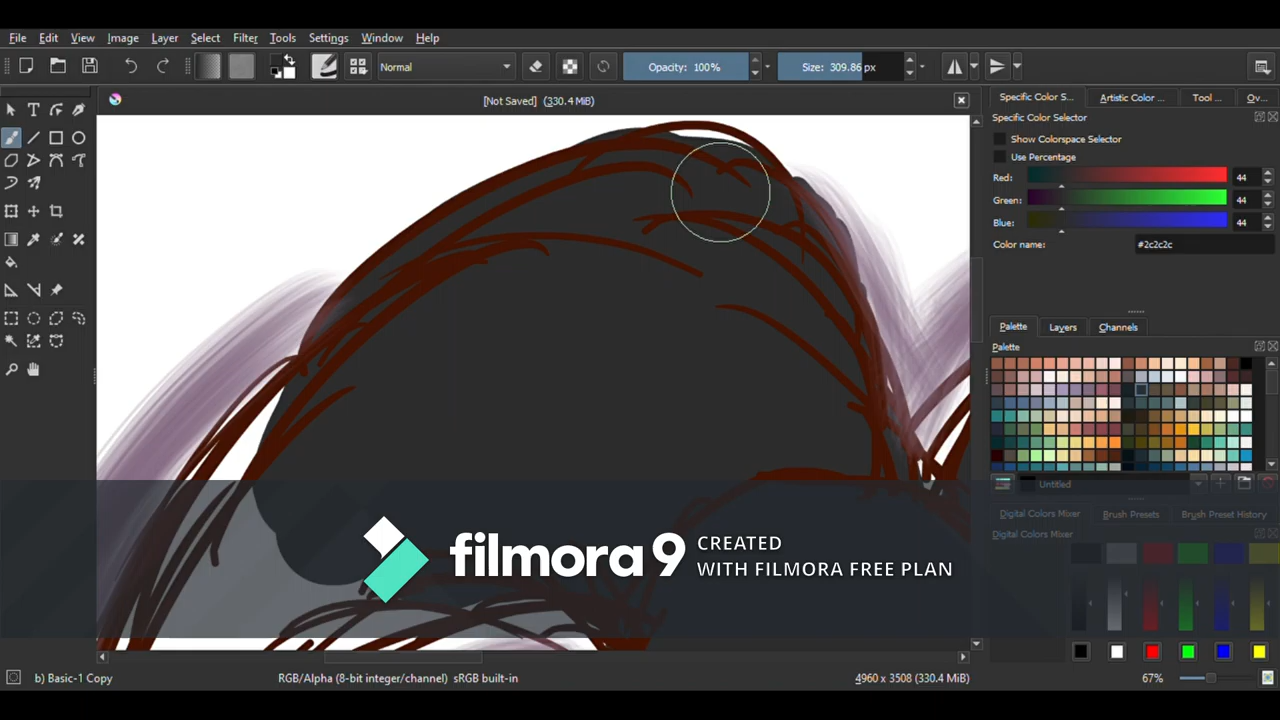 File Edit View Image Layer Select Filter Tools Settings Window Help
Normal Opacity: 100% Size: 309.86 px
[Not Saved] (330.4 MiB)
Specific Color S... Artistic Color ... Tool ... Ov...
Specific Color Selector
Show Colorspace Selector
Use Percentage
Red: 44
Green: 44
Blue: 44
Color name: #2c2c2c
Palette Layers Channels
Palette
Untitled
Digital Colors Mixer Brush Presets Brush Preset History
Digital Colors Mixer
filmora 9 CREATED
WITH FILMORA FREE PLAN
b) Basic-1 Copy RGB/Alpha (8-bit integer/channel) sRGB built-in 4960 x 3508 (330.4 MiB) 67%